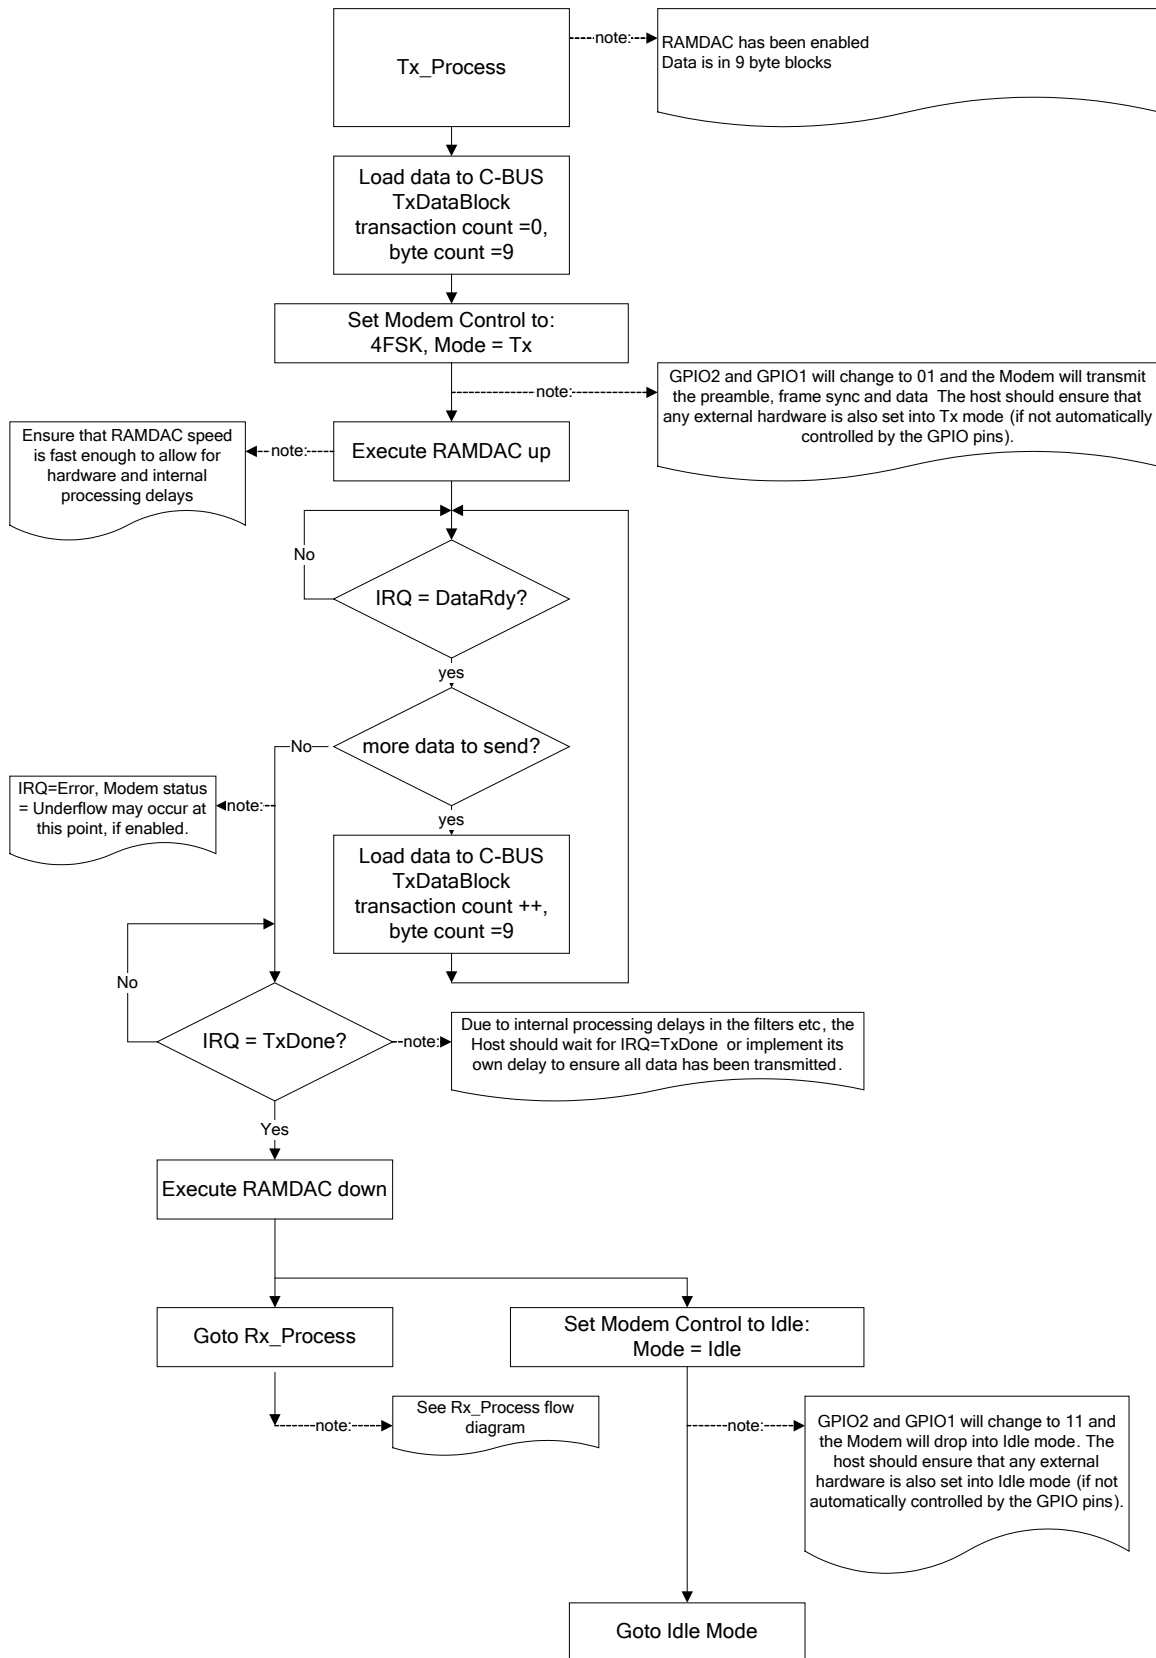 Tx_Process
note:
RAMDAC has been enabled
Data is in 9 byte blocks
Load data to C-BUS
TxDataBlock
transaction count =0,
byte count =9
Set Modem Control to:
4FSK, Mode = Tx
note:
GPIO2 and GPIO1 will change to 01 and the Modem will transmit
the preamble, frame sync and data  The host should ensure that
any external hardware is also set into Tx mode (if not automatically
controlled by the GPIO pins).
Execute RAMDAC up
note:
Ensure that RAMDAC speed
is fast enough to allow for
hardware and internal
processing delays
No
IRQ = DataRdy?
yes
more data to send?
No
note:
IRQ=Error, Modem status
= Underflow may occur at
this point, if enabled.
yes
Load data to C-BUS
TxDataBlock
transaction count ++,
byte count =9
No
IRQ = TxDone?
note:
Due to internal processing delays in the filters etc, the
Host should wait for IRQ=TxDone  or implement its
own delay to ensure all data has been transmitted.
Yes
Execute RAMDAC down
Goto Rx_Process
note:
See Rx_Process flow
diagram
Set Modem Control to Idle:
Mode = Idle
note:
GPIO2 and GPIO1 will change to 11 and
the Modem will drop into Idle mode. The
host should ensure that any external
hardware is also set into Idle mode (if not
automatically controlled by the GPIO pins).
Goto Idle Mode